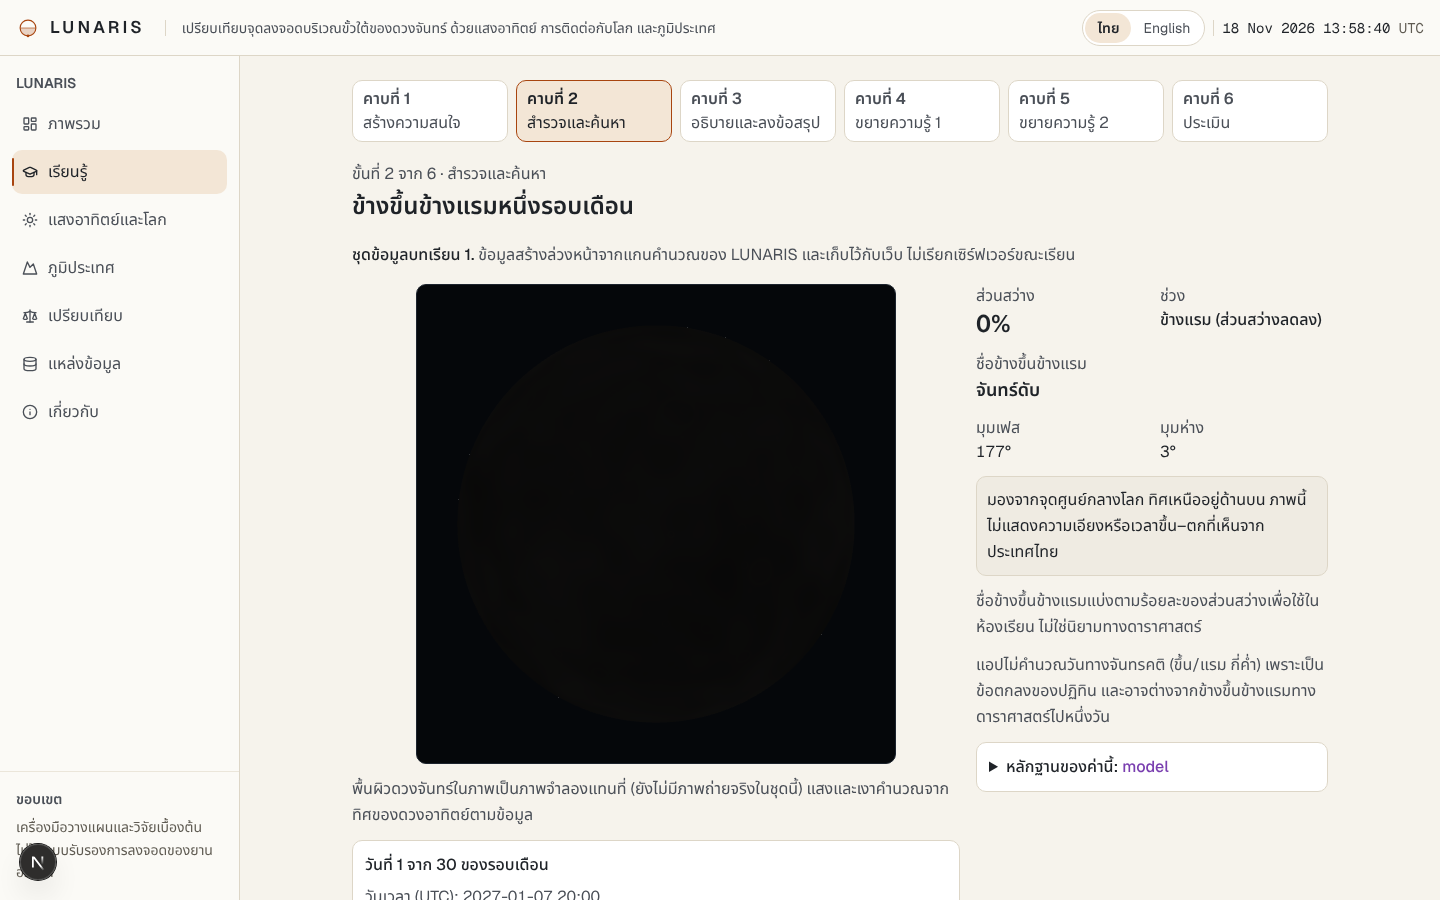 LUNARIS
เปรียบเทียบจุดลงจอดบริเวณขั้วใต้ของดวงจันทร์ ด้วยแสงอาทิตย์ การติดต่อกับโลก และภูมิประเทศ
ไทย
English
18 Nov 2026 13:58:40 UTC
LUNARIS
ภาพรวม
เรียนรู้
แสงอาทิตย์และโลก
ภูมิประเทศ
เปรียบเทียบ
แหล่งข้อมูล
เกี่ยวกับ
ขอบเขต
เครื่องมือวางแผนและวิจัยเบื้องต้น
บบรับรองการลงจอดของยาน
N
คาบที่ 1
สร้างความสนใจ
คาบที่ 2
สำรวจและค้นหา
คาบที่ 3
อธิบายและลงข้อสรุป
คาบที่ 4
ขยายความรู้ 1
คาบที่ 5
ขยายความรู้ 2
คาบที่ 6
ประเมิน
ขั้นที่ 2 จาก 6 · สำรวจและค้นหา
ข้างขึ้นข้างแรมหนึ่งรอบเดือน
ชุดข้อมูลบทเรียน 1. ข้อมูลสร้างล่วงหน้าจากแกนคำนวณของ LUNARIS และเก็บไว้กับเว็บ ไม่เรียกเซิร์ฟเวอร์ขณะเรียน
ส่วนสว่าง
0%
ช่วง
ข้างแรม (ส่วนสว่างลดลง)
ชื่อข้างขึ้นข้างแรม
จันทร์ดับ
มุมเฟส
177°
มุมห่าง
3°
มองจากจุดศูนย์กลางโลก ทิศเหนืออยู่ด้านบน ภาพนี้
ไม่แสดงความเอียงหรือเวลาขึ้น–ตกที่เห็นจาก
ประเทศไทย
ชื่อข้างขึ้นข้างแรมแบ่งตามร้อยละของส่วนสว่างเพื่อใช้ใน
ห้องเรียน ไม่ใช่นิยามทางดาราศาสตร์
แอปไม่คำนวณวันทางจันทรคติ (ขึ้น/แรม กี่ค่ำ) เพราะเป็น
ข้อตกลงของปฏิทิน และอาจต่างจากข้างขึ้นข้างแรมทาง
ดาราศาสตร์ไปหนึ่งวัน
หลักฐานของค่านี้: model
พื้นผิวดวงจันทร์ในภาพเป็นภาพจำลองแทนที่ (ยังไม่มีภาพถ่ายจริงในชุดนี้) แสงและเงาคำนวณจาก
ทิศของดวงอาทิตย์ตามข้อมูล
วันที่ 1 จาก 30 ของรอบเดือน
วันเวลา (UTC): 2027-01-07 20:00